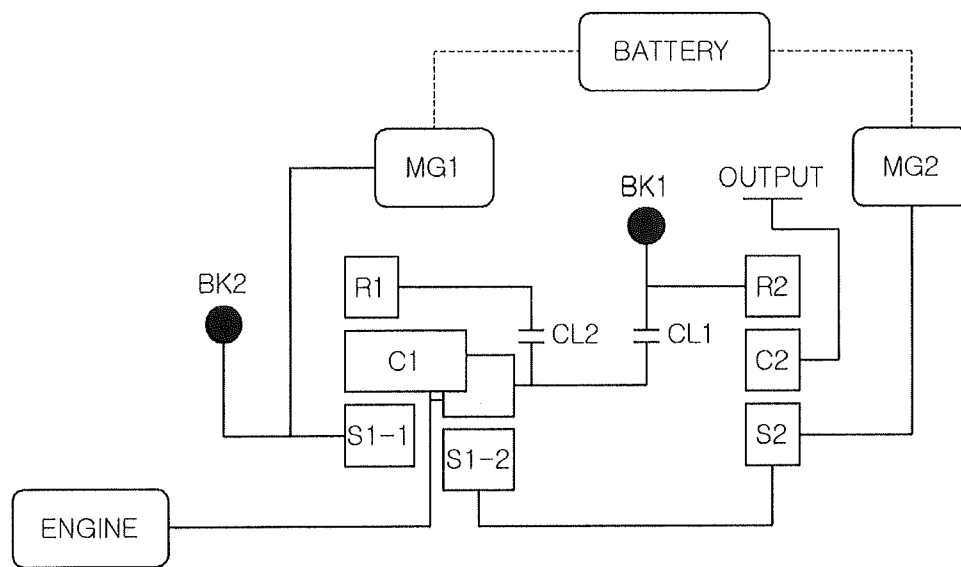 BATTERY
MG1
MG2
OUTPUT
BK1
BK2
R1
R2
CL2
CL1
C1
C2
S1-1
S2
S1-2
ENGINE